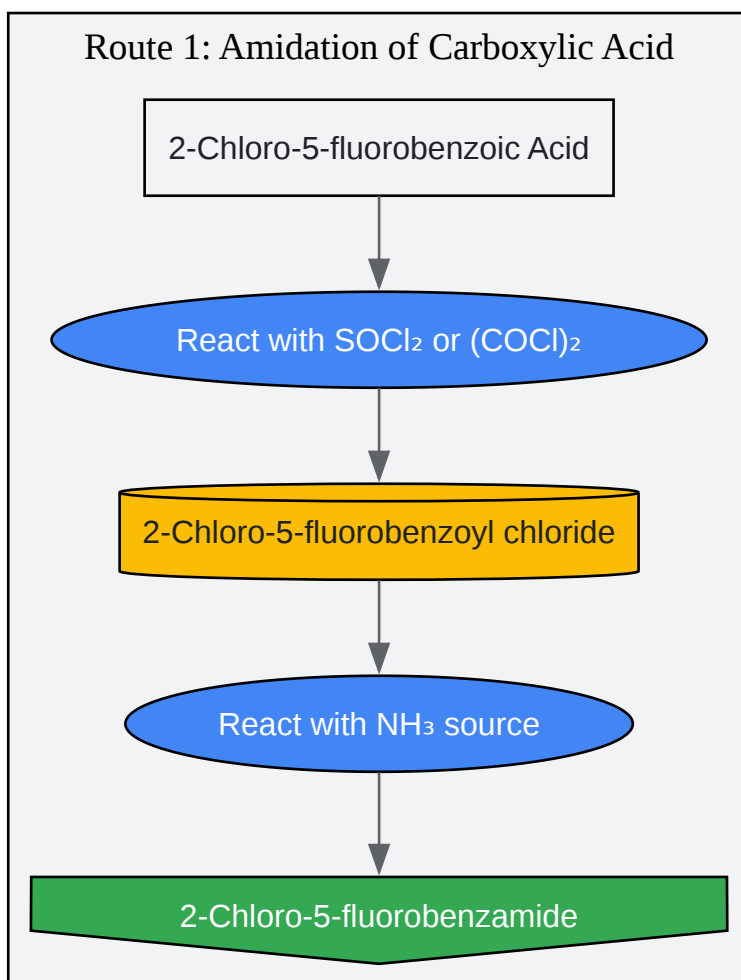 Route 1: Amidation of Carboxylic Acid
2-Chloro-5-fluorobenzoic Acid
React with SOCl₂ or (COCl)₂
2-Chloro-5-fluorobenzoyl chloride
React with NH₃ source
2-Chloro-5-fluorobenzamide